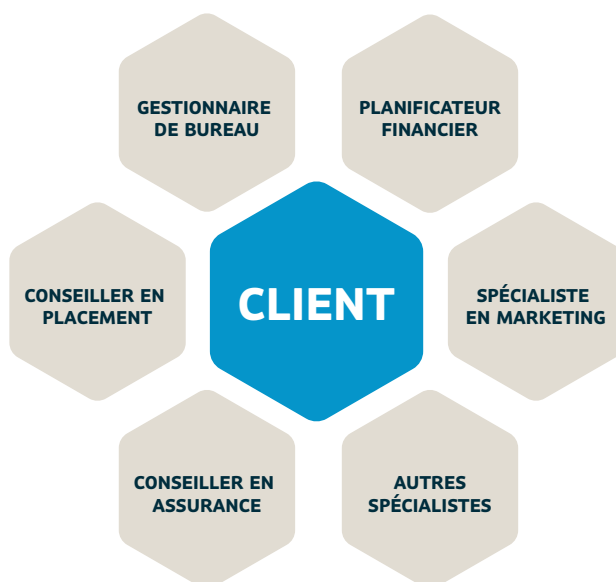 GESTIONNAIRE
DE BUREAU
PLANIFICATEUR
FINANCIER
CONSEILLER EN
PLACEMENT
CLIENT
SPÉCIALISTE
EN MARKETING
CONSEILLER EN
ASSURANCE
AUTRES
SPÉCIALISTES